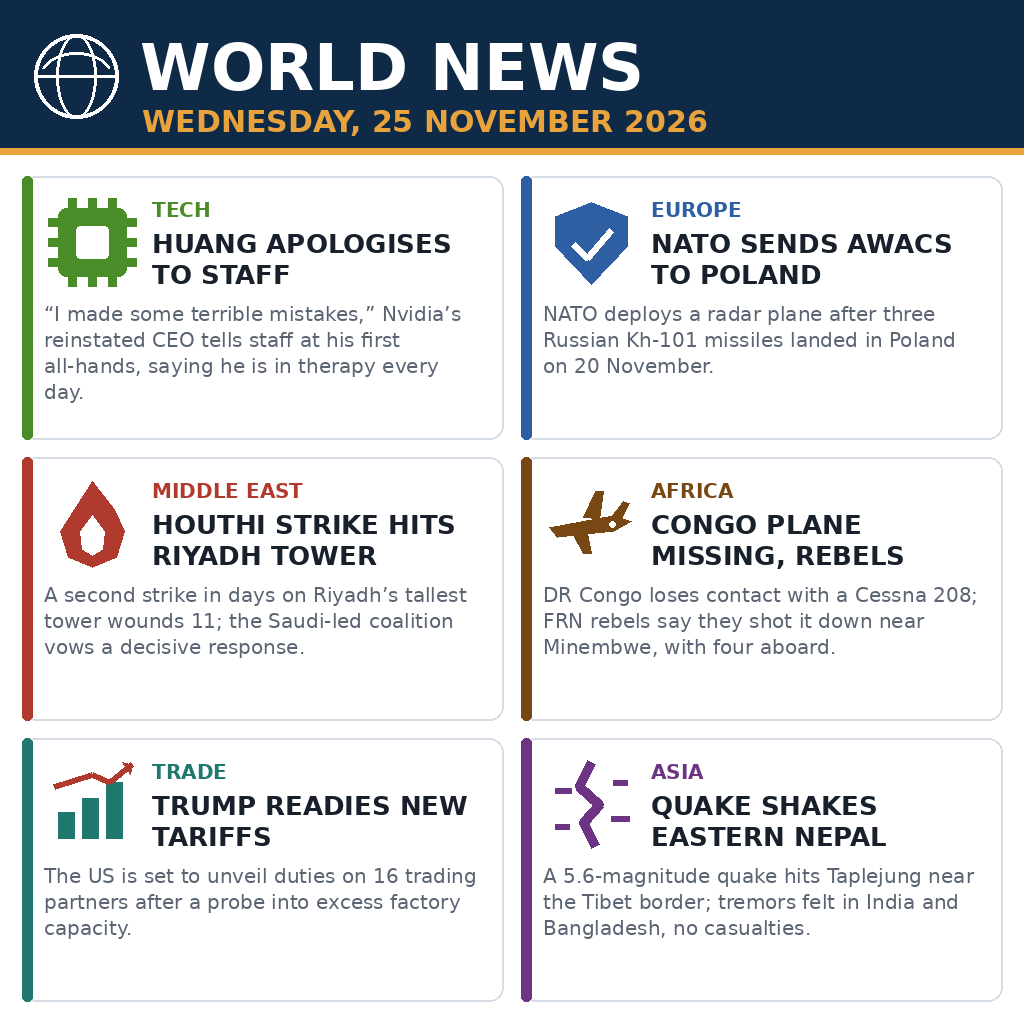 WORLD NEWS
WEDNESDAY, 25 NOVEMBER 2026
TECH
HUANG APOLOGISES
TO STAFF
“I made some terrible mistakes,” Nvidia’s
reinstated CEO tells staff at his first
all-hands, saying he is in therapy every
day.
EUROPE
NATO SENDS AWACS
TO POLAND
NATO deploys a radar plane after three
Russian Kh-101 missiles landed in Poland
on 20 November.
MIDDLE EAST
HOUTHI STRIKE HITS
RIYADH TOWER
A second strike in days on Riyadh’s tallest
tower wounds 11; the Saudi-led coalition
vows a decisive response.
AFRICA
CONGO PLANE
MISSING, REBELS
DR Congo loses contact with a Cessna 208;
FRN rebels say they shot it down near
Minembwe, with four aboard.
TRADE
TRUMP READIES NEW
TARIFFS
The US is set to unveil duties on 16 trading
partners after a probe into excess factory
capacity.
ASIA
QUAKE SHAKES
EASTERN NEPAL
A 5.6-magnitude quake hits Taplejung near
the Tibet border; tremors felt in India and
Bangladesh, no casualties.